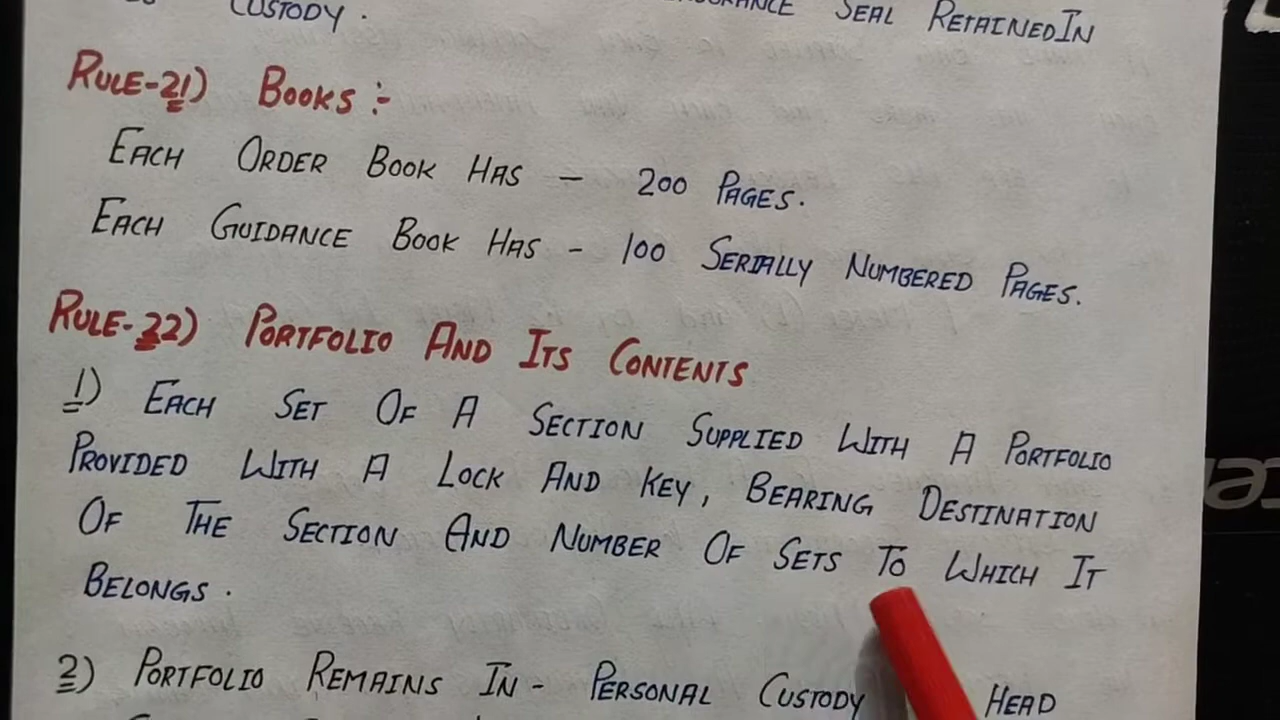 CUSTODY.
SEAL RETAINED IN
RULE-21) BOOKS :-
EACH ORDER BOOK HAS - 200 PAGES.
EACH GUIDANCE BOOK HAS - 100 SERIALLY NUMBERED PAGES.
RULE-22) PORTFOLIO AND ITS CONTENTS
1) EACH SET OF A SECTION SUPPLIED WITH A PORTFOLIO
PROVIDED WITH A LOCK AND KEY, BEARING DESTINATION
OF THE SECTION AND NUMBER OF SETS TO WHICH IT
BELONGS.
2) PORTFOLIO REMAINS IN- PERSONAL CUSTODY HEAD